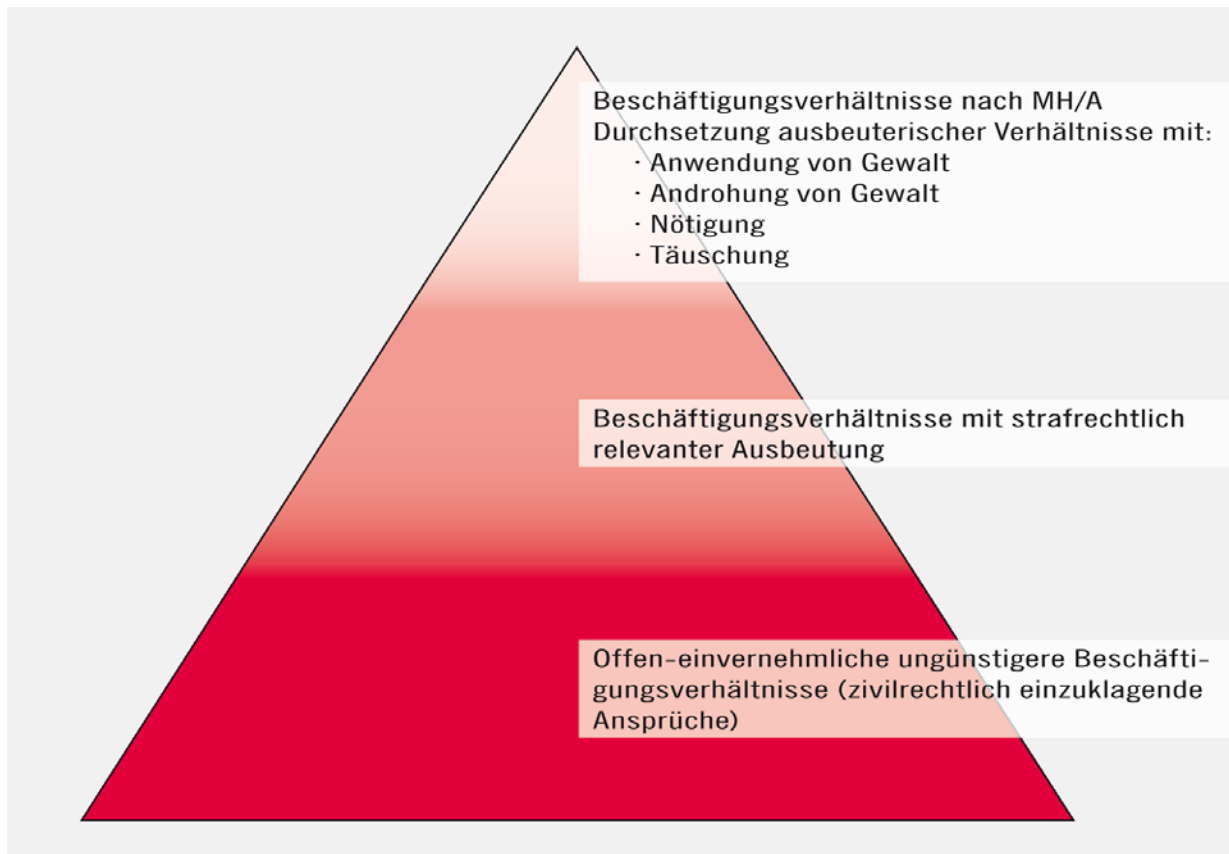 Beschäftigungsverhältnisse nach MH/A
Durchsetzung ausbeuterischer Verhältnisse mit:
· Anwendung von Gewalt
· Androhung von Gewalt
· Nötigung
· Täuschung
Beschäftigungsverhältnisse mit strafrechtlich
relevanter Ausbeutung
Offen-einvernehmliche ungünstigere Beschäfti-
gungsverhältnisse (zivilrechtlich einzuklagende
Ansprüche)